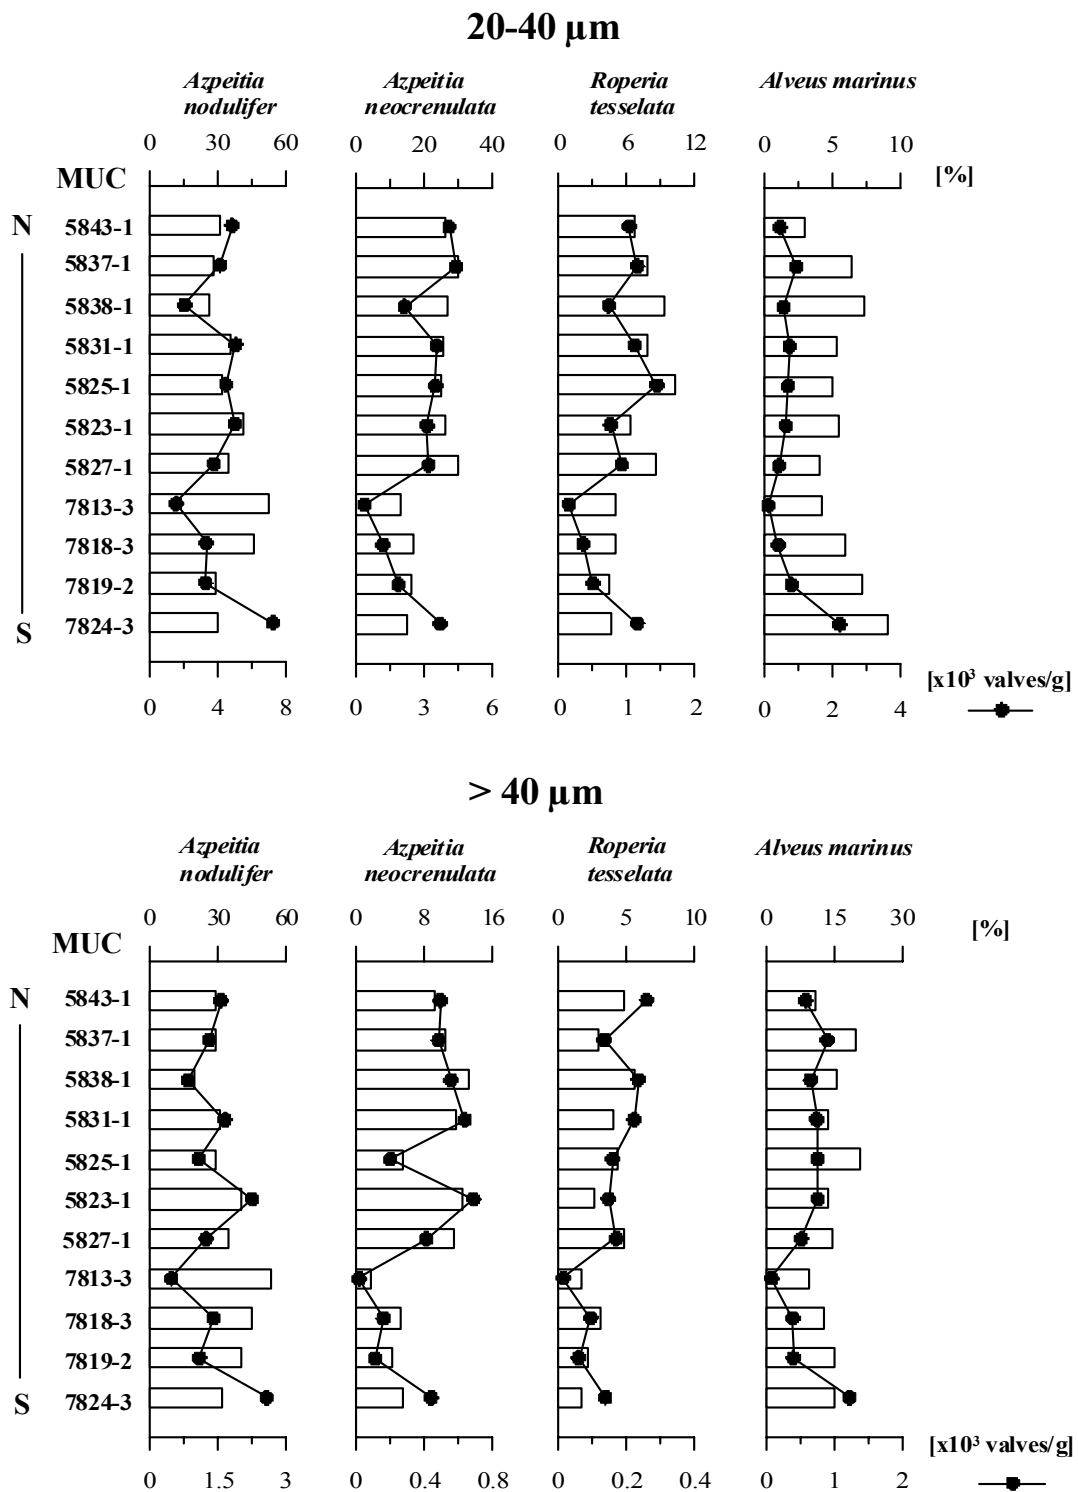 20-40 µm
Azpeitia nodulifer
Azpeitia neocrenulata
Roperia tesselata
Alveus marinus
0 30 60 0 20 40 0 6 12 0 5 10
MUC [%]
N 5843-1
5837-1
5838-1
5831-1
5825-1
5823-1
5827-1
7813-3
7818-3
7819-2
S 7824-3
[x10³ valves/g]
0 4 8 0 3 6 0 1 2 0 2 4
> 40 µm
Azpeitia nodulifer
Azpeitia neocrenulata
Roperia tesselata
Alveus marinus
0 30 60 0 8 16 0 5 10 0 15 30
MUC [%]
N 5843-1
5837-1
5838-1
5831-1
5825-1
5823-1
5827-1
7813-3
7818-3
7819-2
S 7824-3
[x10³ valves/g]
0 1.5 3 0 0.4 0.8 0 0.2 0.4 0 1 2